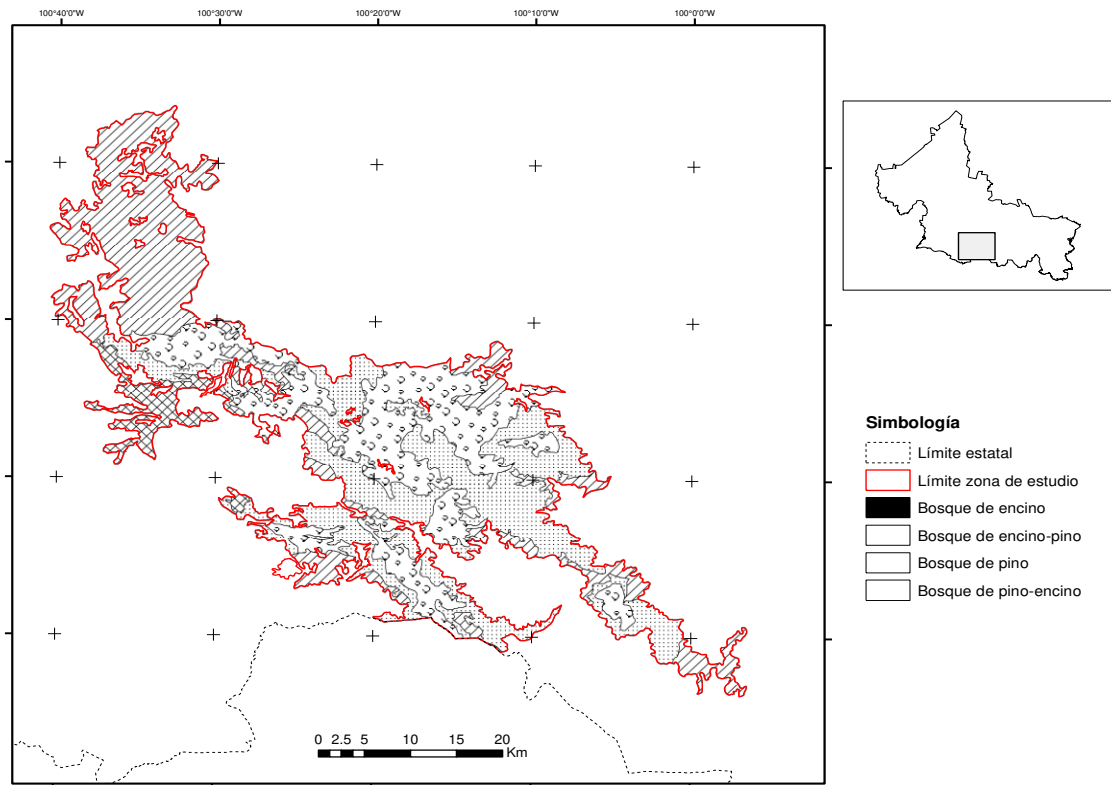 100°40'0"W 100°30'0"W 100°20'0"W 100°10'0"W 100°0'0"W
Simbología
Límite estatal
Límite zona de estudio
Bosque de encino
Bosque de encino-pino
Bosque de pino
Bosque de pino-encino
0 2.5 5 10 15 20
Km